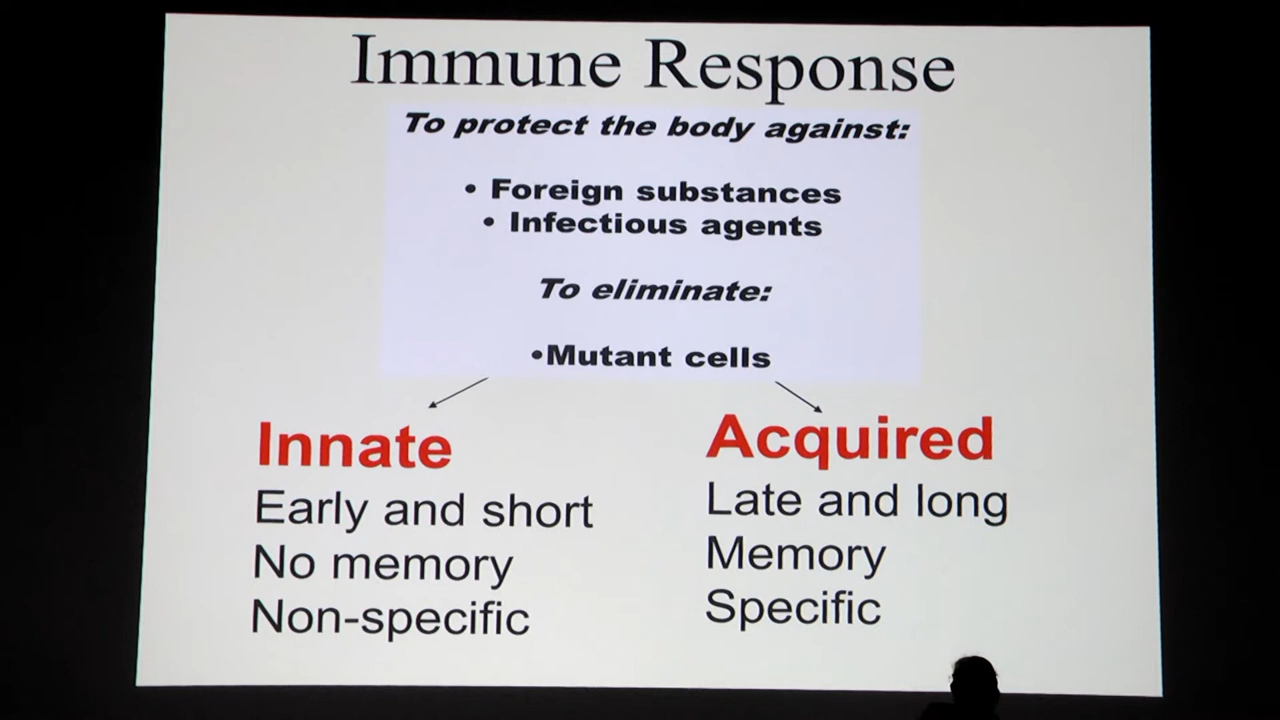 Immune Response
To protect the body against:
• Foreign substances
• Infectious agents
To eliminate:
•Mutant cells
Innate
Early and short
No memory
Non-specific
Acquired
Late and long
Memory
Specific